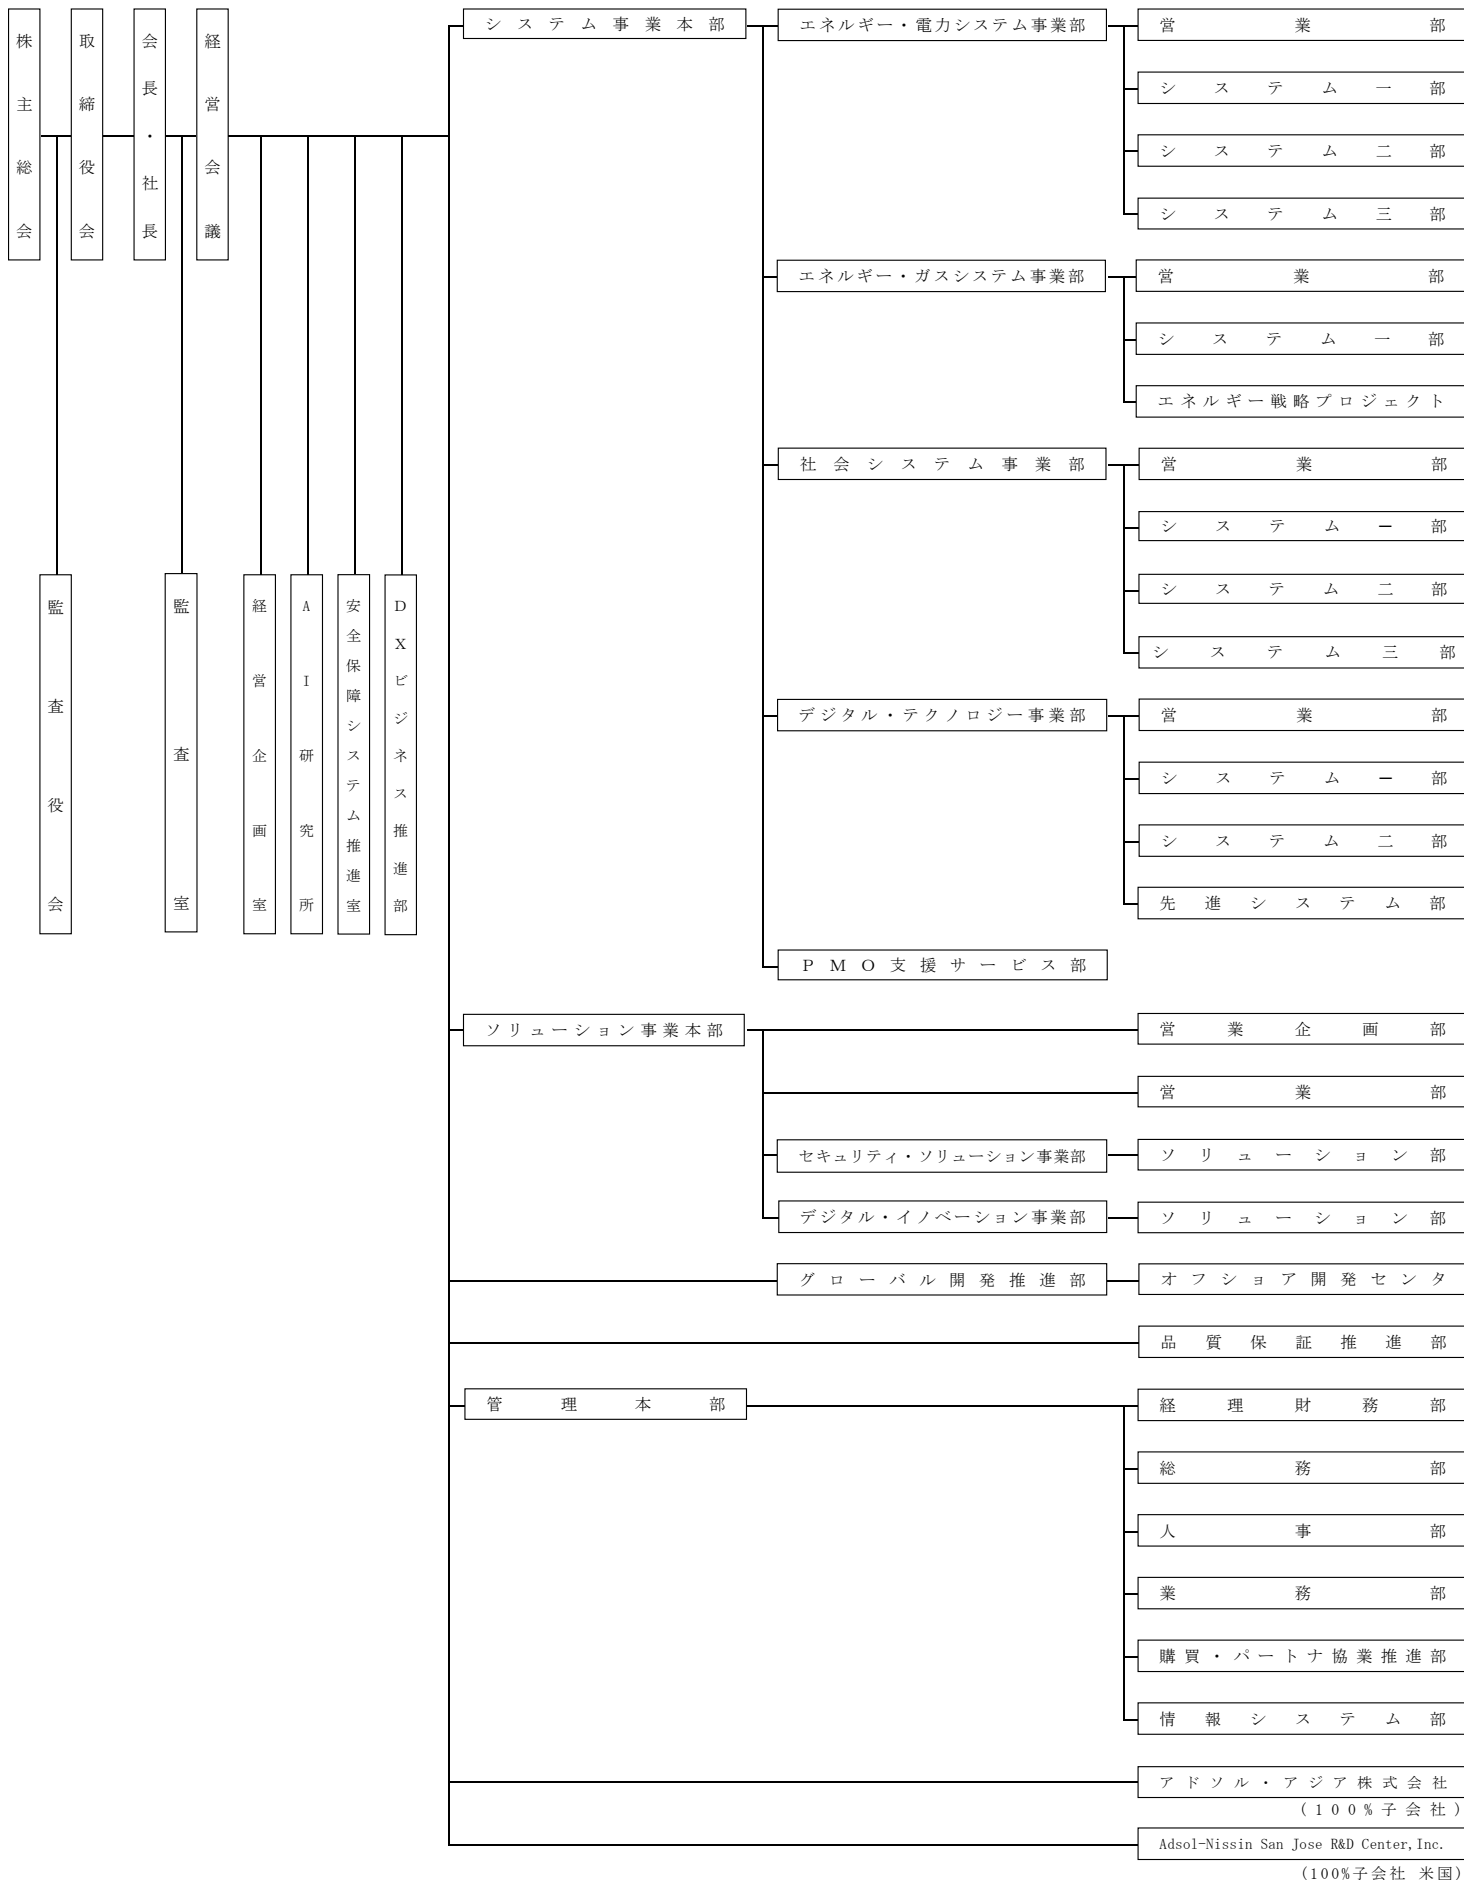 株主総会
取締役会
会長・社長
経営会議
監査役会
監査室
経営企画室
AI研究所
安全保障システム推進室
DXビジネス推進部
システム事業本部
エネルギー・電力システム事業部
営業部
システム一部
システム二部
システム三部
エネルギー・ガスシステム事業部
営業部
システム一部
エネルギー戦略プロジェクト
社会システム事業部
営業部
システム一部
システム二部
システム三部
デジタル・テクノロジー事業部
営業部
システム一部
システム二部
先進システム部
PMO支援サービス部
ソリューション事業本部
営業企画部
営業部
セキュリティ・ソリューション事業部
ソリューション部
デジタル・イノベーション事業部
ソリューション部
グローバル開発推進部
オフショア開発センタ
品質保証推進部
管理本部
経理財務部
総務部
人事部
業務部
購買・パートナ協業推進部
情報システム部
アドソル・アジア株式会社
(100%子会社)
Adsol-Nissin San Jose R&D Center,Inc.
(100%子会社 米国)